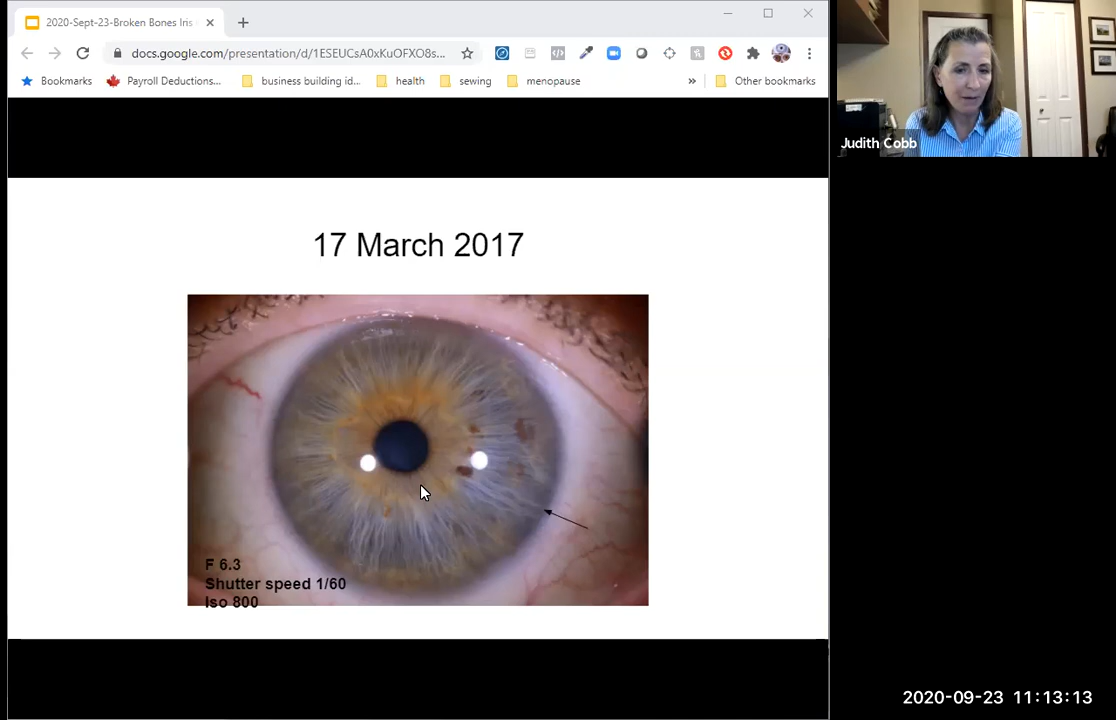 2020-Sept-23-Broken Bones Iris
docs.google.com/presentation/d/1ESEUCsA0xKuOFXO8s...
Bookmarks
Payroll Deductions...
business building id...
health
sewing
menopause
»
Other bookmarks
Judith Cobb
17 March 2017
F 6.3
Shutter speed 1/60
Iso 800
2020-09-23 11:13:13